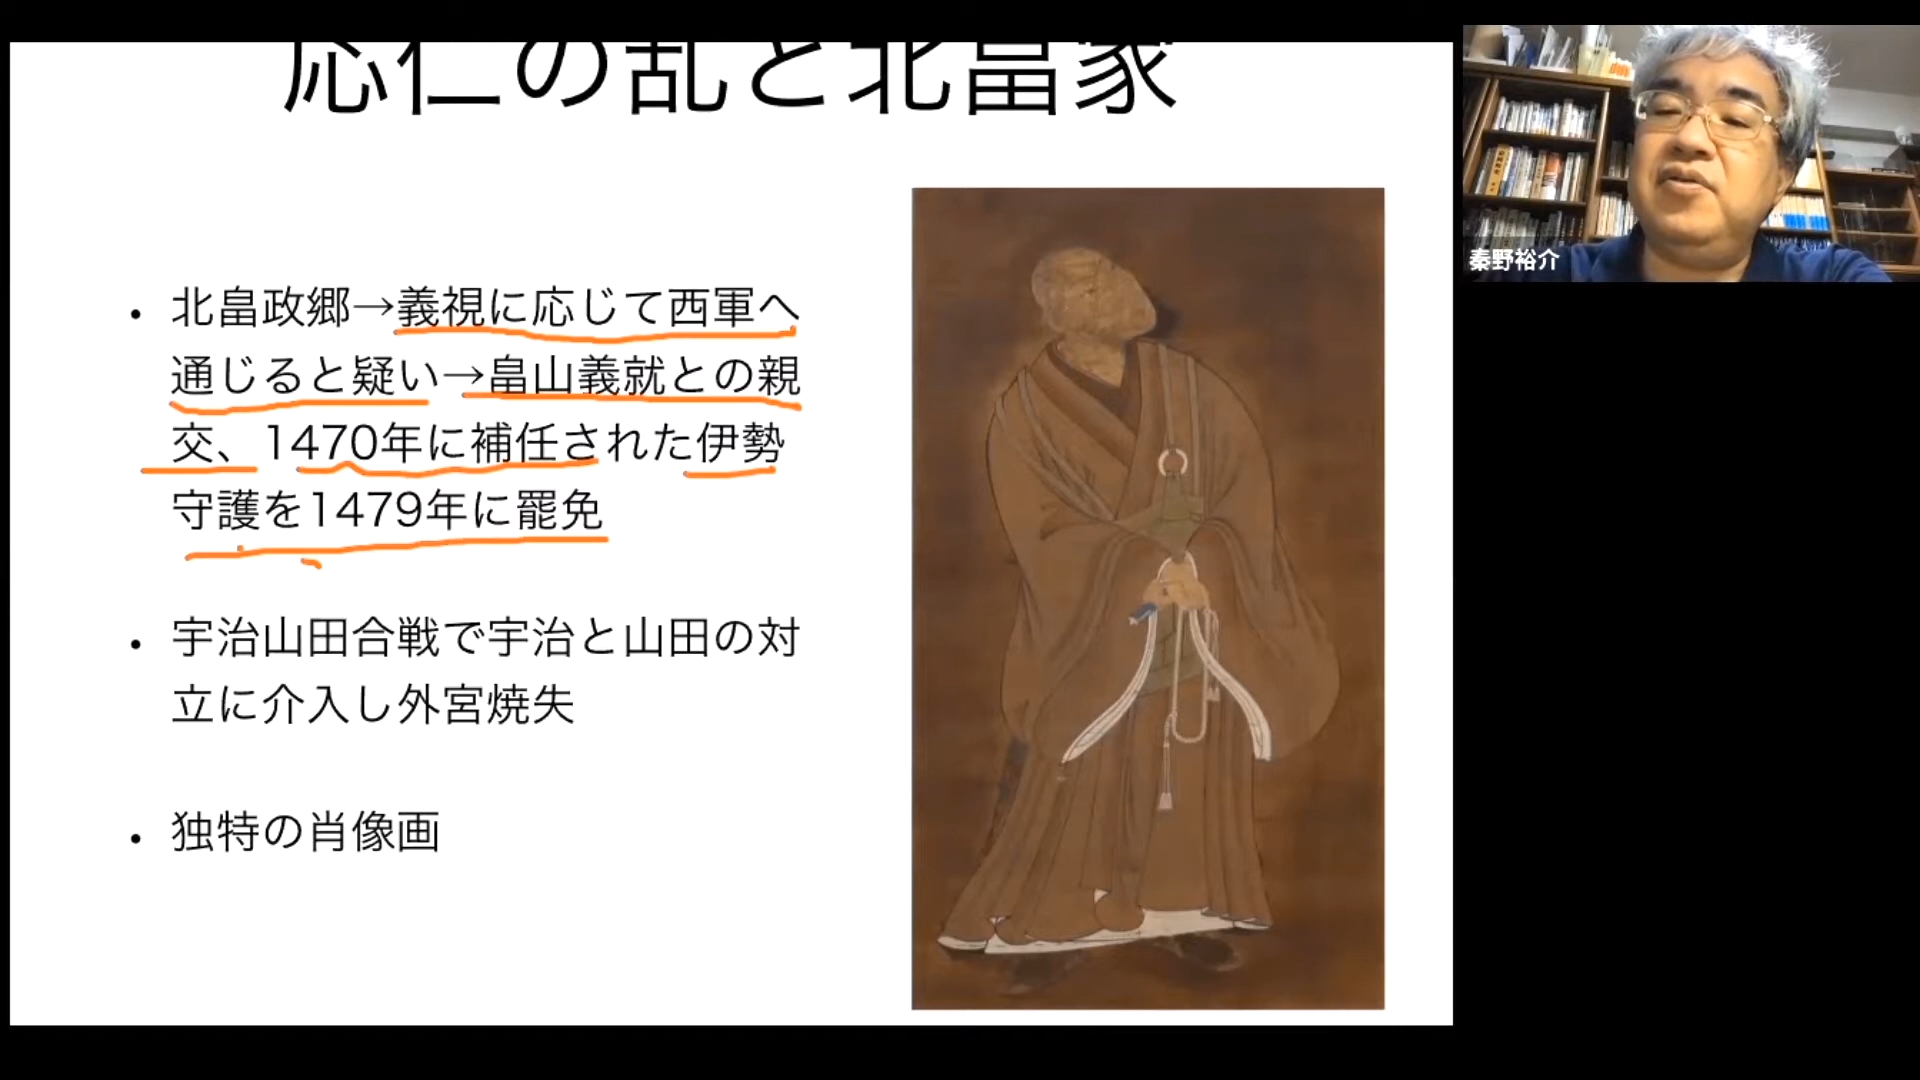 応仁の乱と北畠家
• 北畠政郷→義視に応じて西軍へ
通じると疑い→畠山義就との親
交、1470年に補任された伊勢
守護を1479年に罷免
• 宇治山田合戦で宇治と山田の対
立に介入し外宮焼失
• 独特の肖像画
秦野裕介